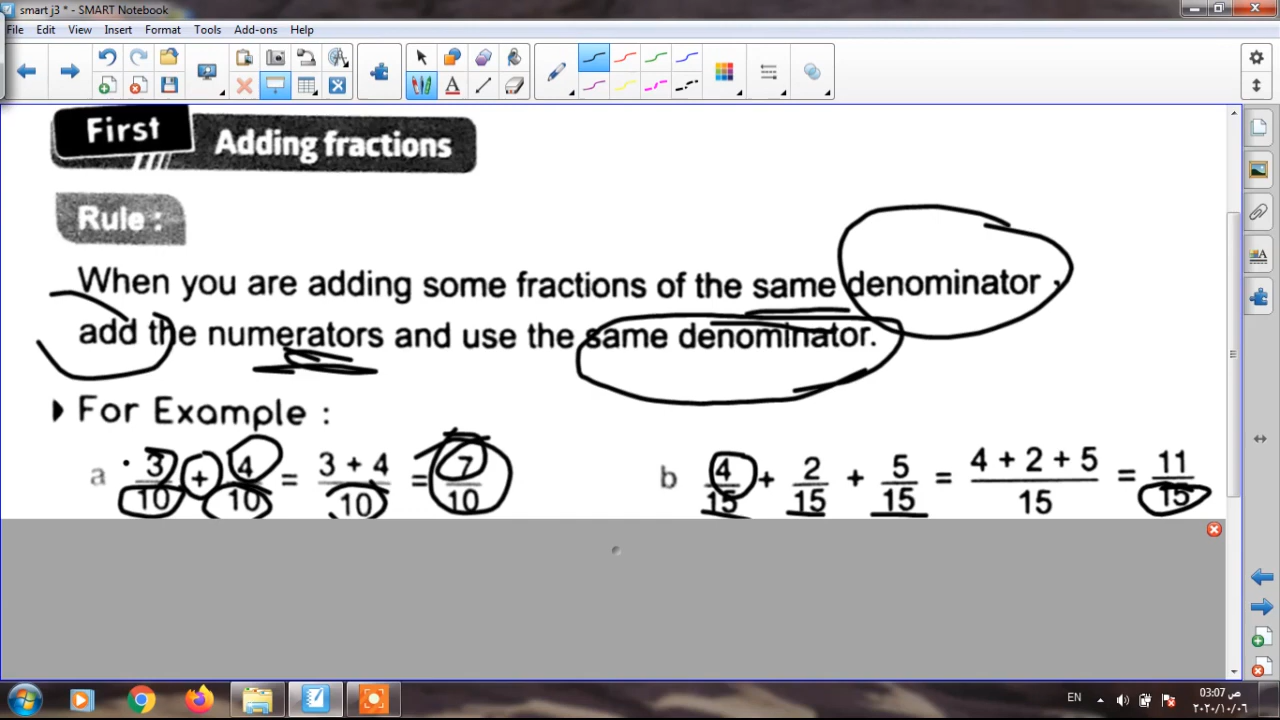 smart j3 * - SMART Notebook
File Edit View Insert Format Tools Add-ons Help
First Adding fractions
Rule :
When you are adding some fractions of the same denominator ,
add the numerators and use the same denominator.
For Example :
a 3/10 + 4/10 = 3 + 4/10 = 7/10
b 4/15 + 2/15 + 5/15 = 4 + 2 + 5/15 = 11/15
EN
03:07 ص
٢٠٢٠/١٠/٠٦